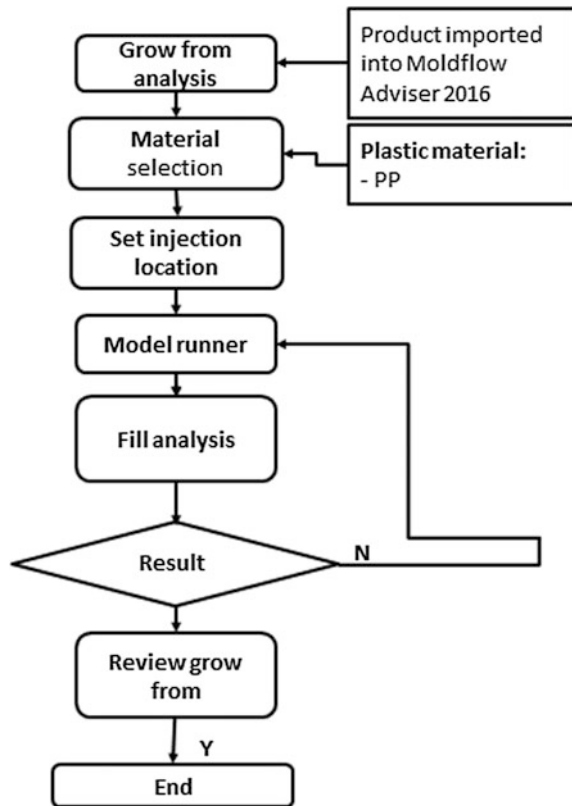 Grow from
analysis
Product imported
into Moldflow
Adviser 2016
Material
selection
Plastic material:
- PP
Set injection
location
Model runner
Fill analysis
Result
N
Review grow
from
Y
End